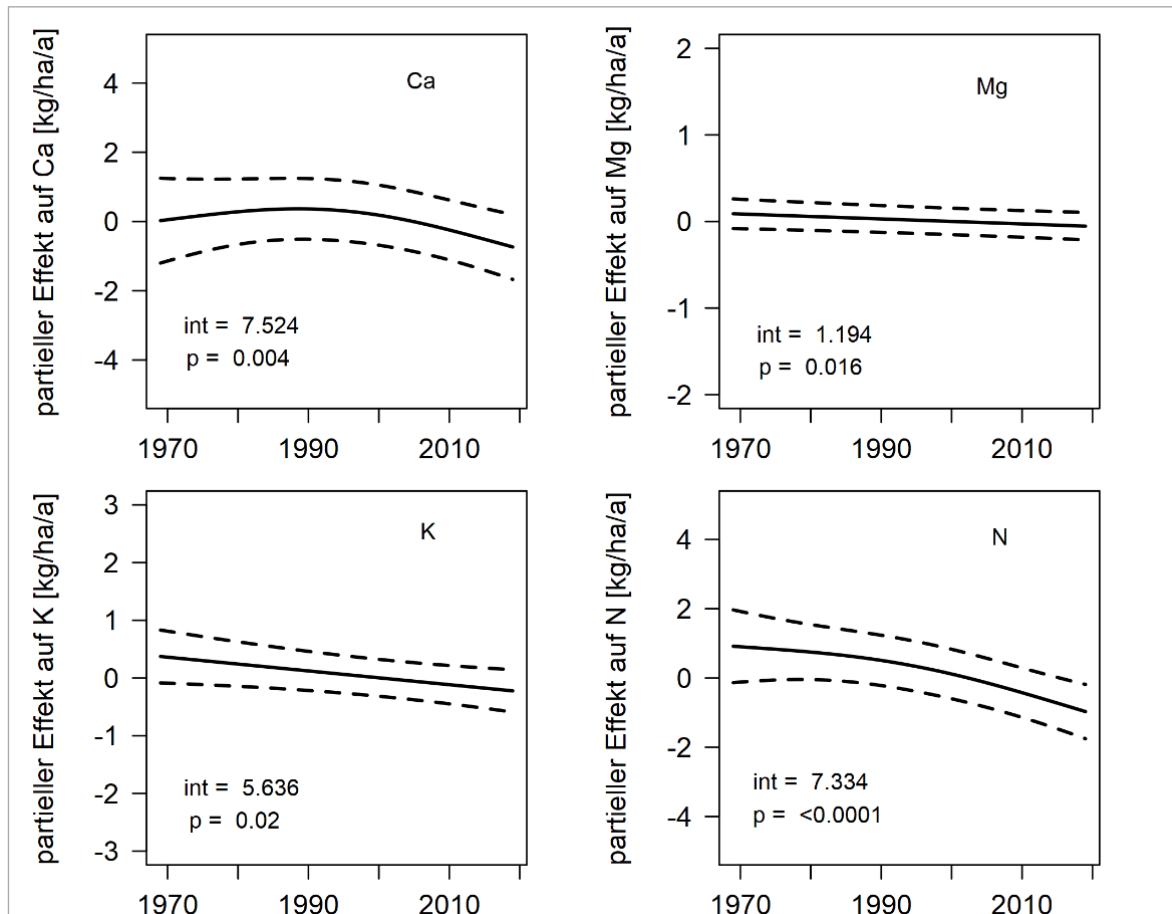 partieller Effekt auf Ca [kg/ha/a]
4
2
0
-2
-4
Ca
int = 7.524
p = 0.004
1970 1990 2010
partieller Effekt auf Mg [kg/ha/a]
2
1
0
-1
-2
Mg
int = 1.194
p = 0.016
1970 1990 2010
partieller Effekt auf K [kg/ha/a]
3
2
1
0
-1
-2
-3
K
int = 5.636
p = 0.02
1970 1990 2010
partieller Effekt auf N [kg/ha/a]
4
2
0
-2
-4
N
int = 7.334
p = <0.0001
1970 1990 2010